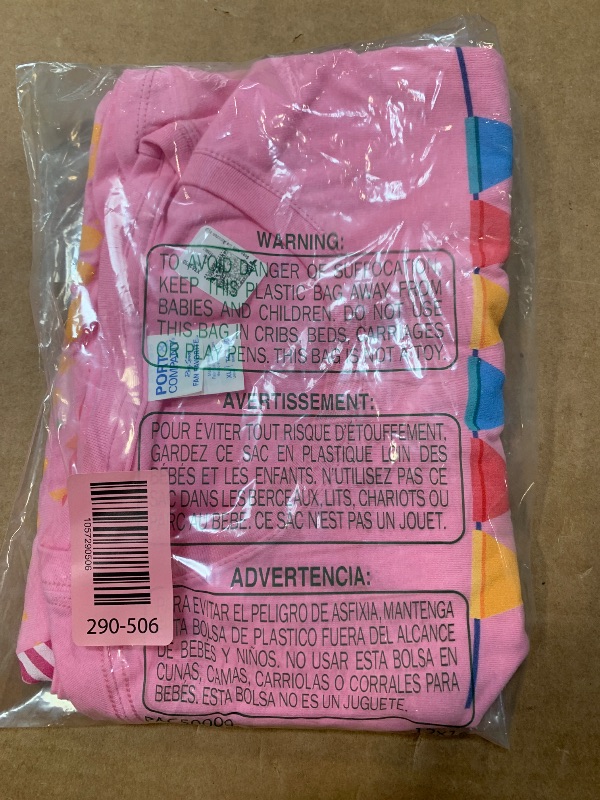 WARNING:
TO AVOID DANGER OF SUFFOCATION,
KEEP THIS PLASTIC BAG AWAY FROM
BABIES AND CHILDREN. DO NOT USE
THIS BAG IN CRIBS, BEDS, CARRIAGES
PLAY PENS. THIS BAG IS NOT A TOY.
PORTO
COMPANY
AVERTISSEMENT:
POUR ÉVITER TOUT RISQUE D'ÉTOUFFEMENT,
GARDEZ CE SAC EN PLASTIQUE LOIN DES
BÉBÉS ET LES ENFANTS. N'UTILISEZ PAS CE
SAC DANS LES BERCEAUX, LITS, CHARIOTS OU
PARC BÉBÉ. CE SAC N'EST PAS UN JOUET.
1057290506
290-506
ADVERTENCIA:
PARA EVITAR EL PELIGRO DE ASFIXIA, MANTENGA
ESTA BOLSA DE PLASTICO FUERA DEL ALCANCE
DE BEBÉS Y NIÑOS. NO USAR ESTA BOLSA EN
CUNAS, CAMAS, CARRIOLAS O CORRALES PARA
BEBÉS. ESTA BOLSA NO ES UN JUGUETE.